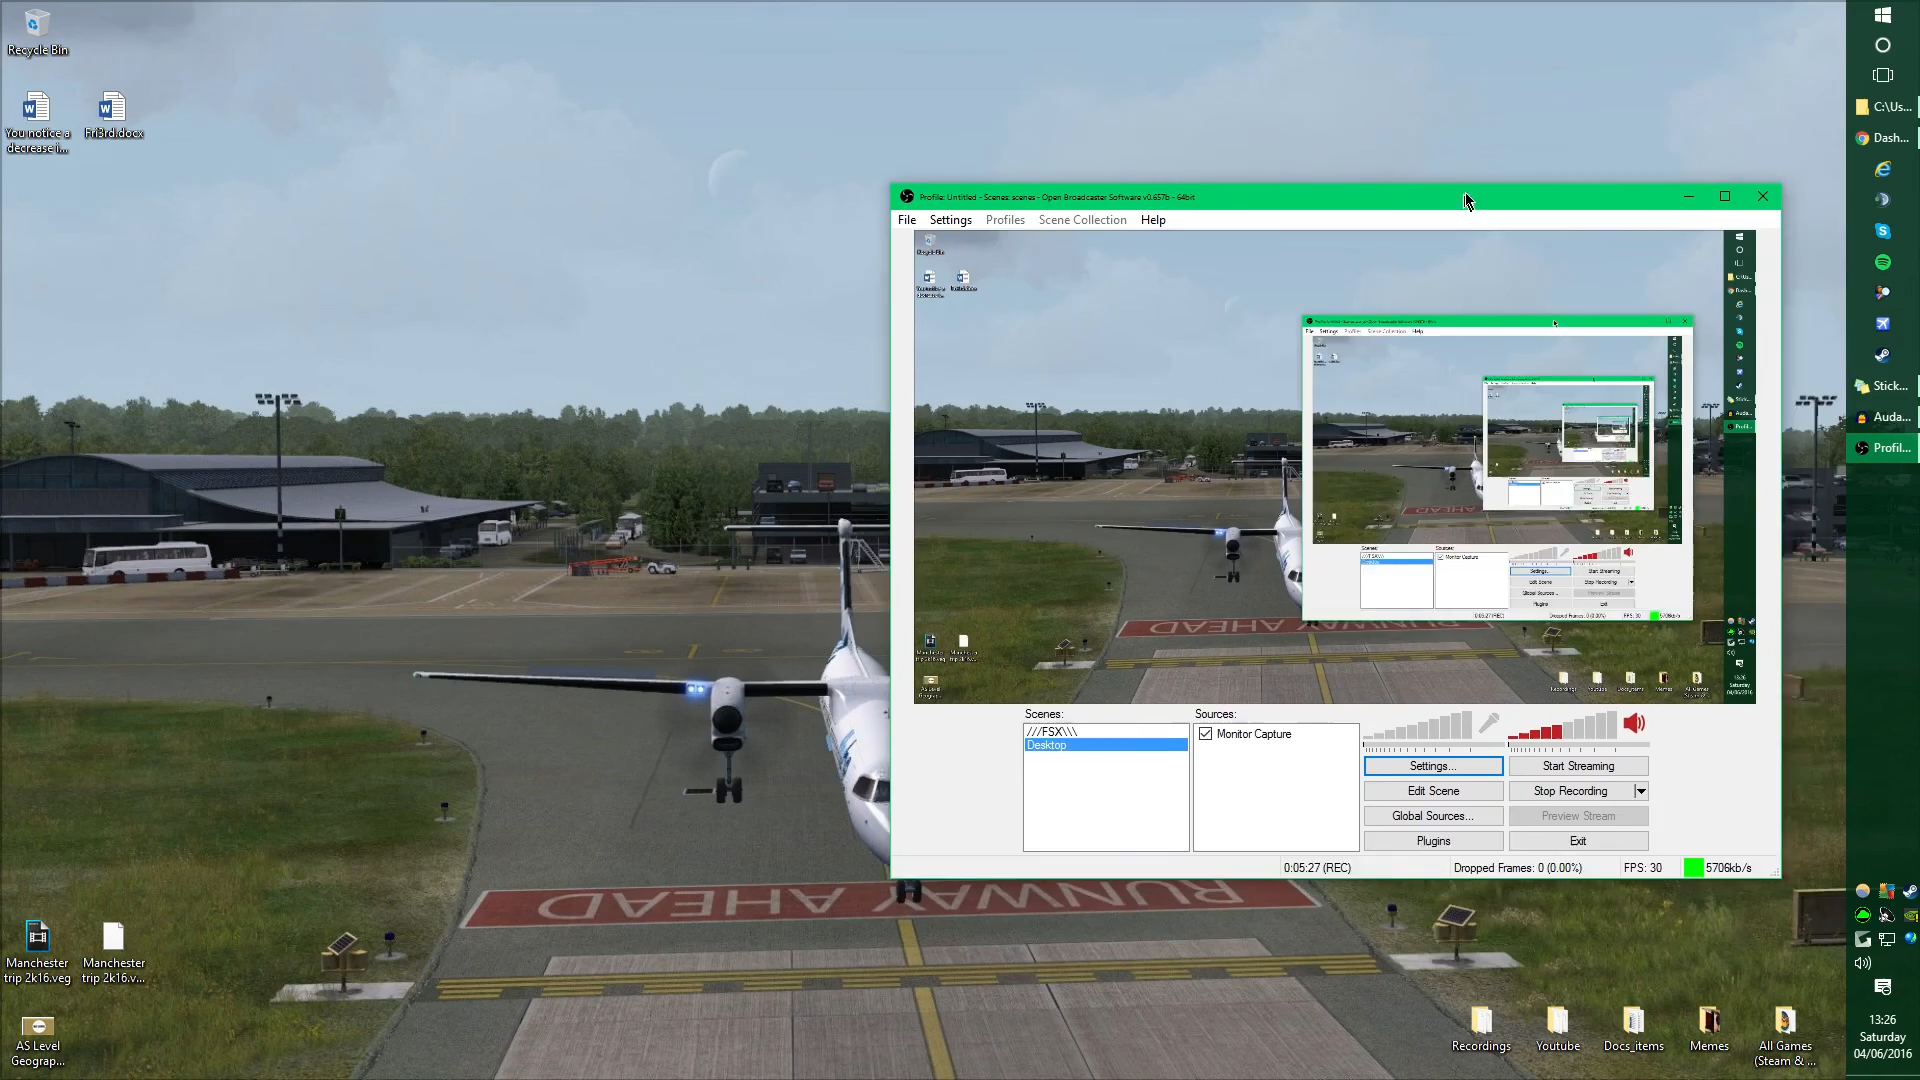 Recycle Bin
You notice a
decrease i...
Fri3rd.docx
Profile: Untitled - Scenes: scenes - Open Broadcaster Software v0.657b - 64bit
File Settings Profiles Scene Collection Help
Scenes:
///FSX\\\
Desktop
Sources:
Monitor Capture
Settings...
Start Streaming
Edit Scene
Stop Recording
Global Sources...
Preview Stream
Plugins
Exit
0:05:27 (REC)
Dropped Frames: 0 (0.00%)
FPS: 30
5706kb/s
RUNWAY AHEAD
Manchester
trip 2k16.veg
Manchester
trip 2k16.v...
AS Level
Geograp...
Recordings
Youtube
Docs_items
Memes
All Games
(Steam & ...
C:\Us...
Dash...
Stick...
Auda...
Profil...
13:26
Saturday
04/06/2016